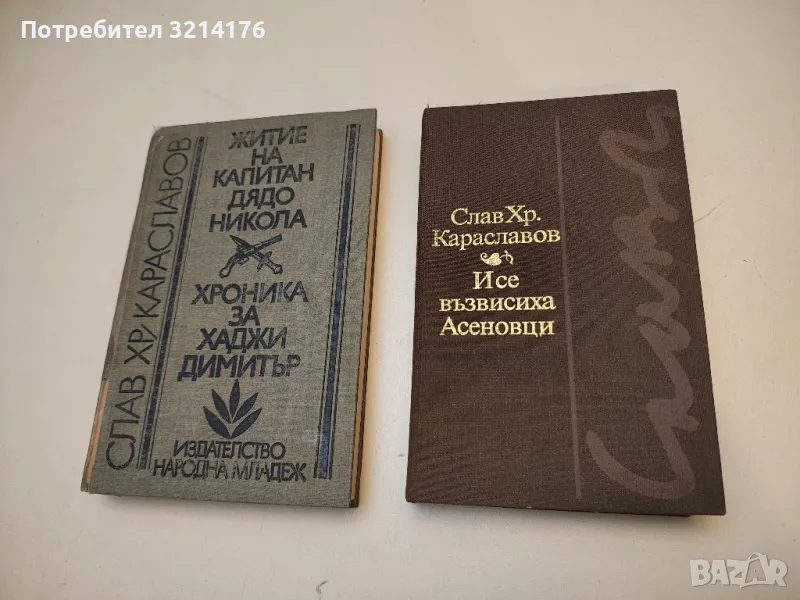 Потребител 3214176
СЛАВ ХР. КАРАСЛАВОВ
ЖИТИЕ
НА
КАПИТАН
ДЯДО
НИКОЛА
ХРОНИКА
ЗА
ХАДЖИ
ДИМИТЪР
ИЗДАТЕЛСТВО
НАРОДНА МЛАДЕЖ
Слав Хр.
Караславов
И се
възвисиха
Асеновци
BAZAR